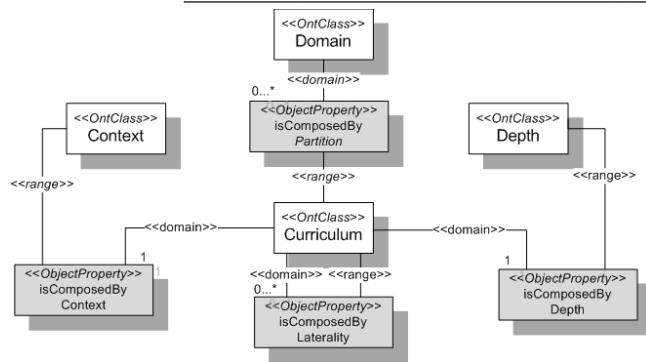 <<OntClass>>
Domain
<<domain>>
0...*
<<ObjectProperty>>
isComposedBy
Partition
<<OntClass>>
Context
<<OntClass>>
Depth
<<range>>
<<range>>
<<range>>
<<OntClass>>
Curriculum
<<domain>>
<<domain>>
1
1
<<ObjectProperty>>
isComposedBy
Context
<<domain>>
<<range>>
0...*
<<ObjectProperty>>
isComposedBy
Laterality
1
<<ObjectProperty>>
isComposedBy
Depth